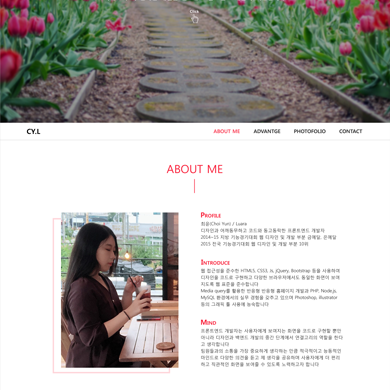 Click
CY.L
ABOUT ME
ADVANTGE
PHOTOFOLIO
CONTACT
ABOUT ME
PROFILE
최윤(Choi Yun) / Luara
디자인과 어깨동무하고 코드와 동고동락한 프론트엔드 개발자
2014~15 지방 기능경기대회 웹 디자인 및 개발 부문 금메달, 은메달
2015 전국 기능경기대회 웹 디자인 및 개발 부문 10위
INTRODUCE
웹 접근성을 준수한 HTML5, CSS3, Js, jQuery, Bootstrap 등을 사용하여
디자인을 코드로 구현하고 다양한 브라우저에서도 동일한 화면이 보여
지도록 웹 표준을 준수합니다
Media query를 활용한 반응형 반응형 홈페이지 개발과 PHP, Node.js,
MySQL 환경에서의 실무 경험을 갖추고 있으며 Photoshop, illustrator
등의 그래픽 툴 사용에 능숙합니다.
MIND
프론트엔드 개발자는 사용자에게 보여지는 화면을 코드로 구현할 뿐만
아니라 디자인과 백엔드 개발의 중간 단계에서 연결고리의 역할을 한다
고 생각합니다
팀원들과의 소통을 가장 중요하게 생각하는 만큼 적극적이고 능동적인
마인드로 다양한 의견을 듣고 제 생각을 공유하며 사용자에게 더 편리
하고 직관적인 화면을 보여줄 수 있도록 노력하고자 합니다